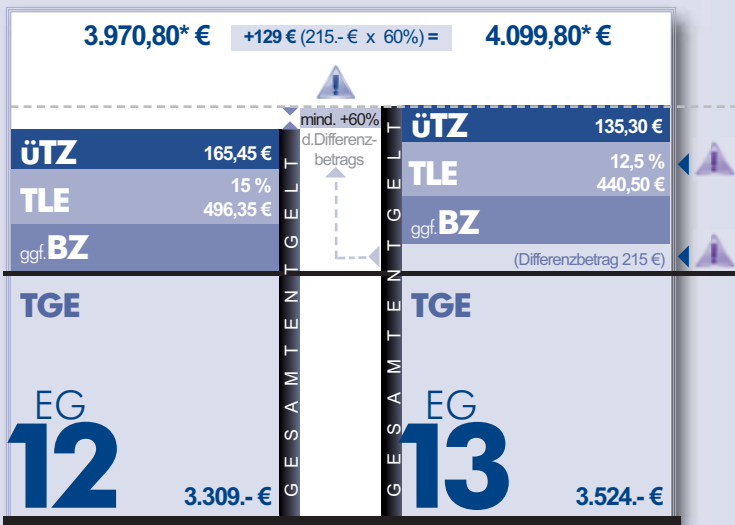 3.970,80* € +129 € (215.- € x 60%) = 4.099,80* €
!
mind. +60%
d.Differenz-
betrags
üTZ 165,45 €
TLE 15 %
496,35 €
ggf. BZ
TGE
EG
12
3.309.- €
GESAMTENTGELT
GESAMTENTGELT
üTZ 135,30 €
TLE 12,5 %
440,50 €
!
ggf. BZ
(Differenzbetrag 215 €)
!
TGE
EG
13
3.524.- €